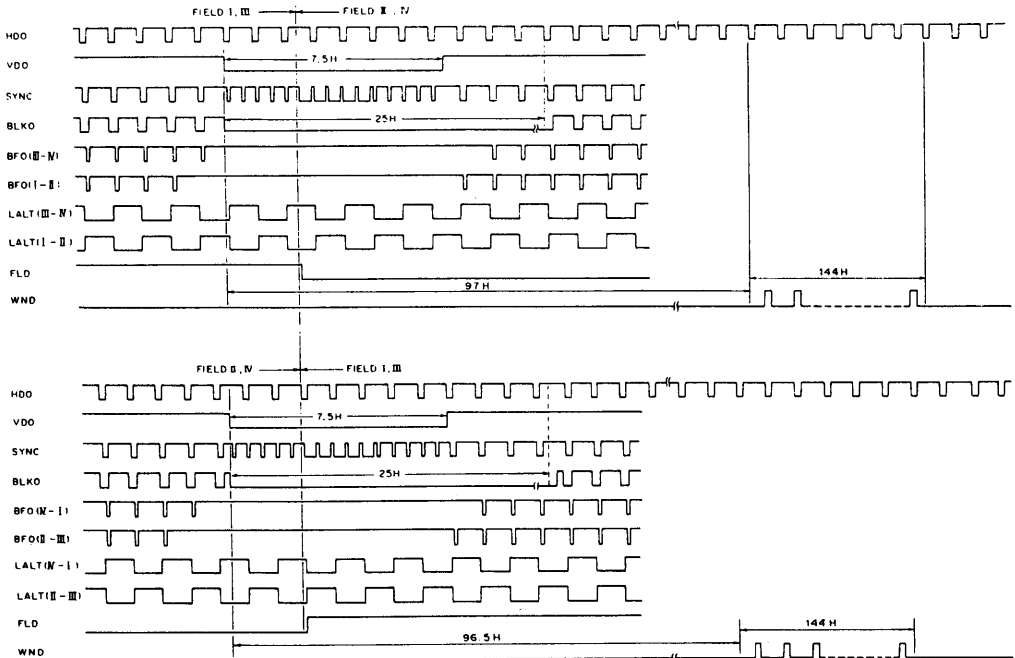 FIELD I, III FIELD II, IV
HDO
VDO 7.5H
SYNC
BLKO 25H
BFO(III-IV)
BFO(I-II)
LALT(III-IV)
LALT(I-II)
FLD
97H 144H
WND
FIELD II, IV FIELD I, III
HDO
VDO 7.5H
SYNC
BLKO 25H
BFO(IV-I)
BFO(II-III)
LALT(IV-I)
LALT(II-III)
FLD
96.5H 144H
WND